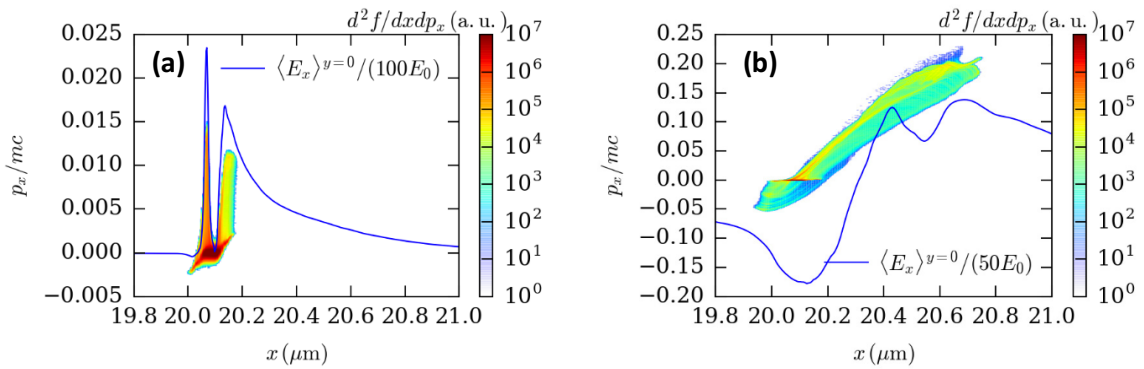 d²f/dxdpₓ (a. u.)
(a)
⟨Eₓ⟩^{y=0}/(100E₀)
0.025
0.020
0.015
0.010
0.005
0.000
−0.005
pₓ/mc
19.8 20.0 20.2 20.4 20.6 20.8 21.0
x (μm)
10⁷
10⁶
10⁵
10⁴
10³
10²
10¹
10⁰
d²f/dxdpₓ (a. u.)
(b)
⟨Eₓ⟩^{y=0}/(50E₀)
0.25
0.20
0.15
0.10
0.05
0.00
−0.05
−0.10
−0.15
−0.20
pₓ/mc
19.8 20.0 20.2 20.4 20.6 20.8 21.0
x (μm)
10⁷
10⁶
10⁵
10⁴
10³
10²
10¹
10⁰